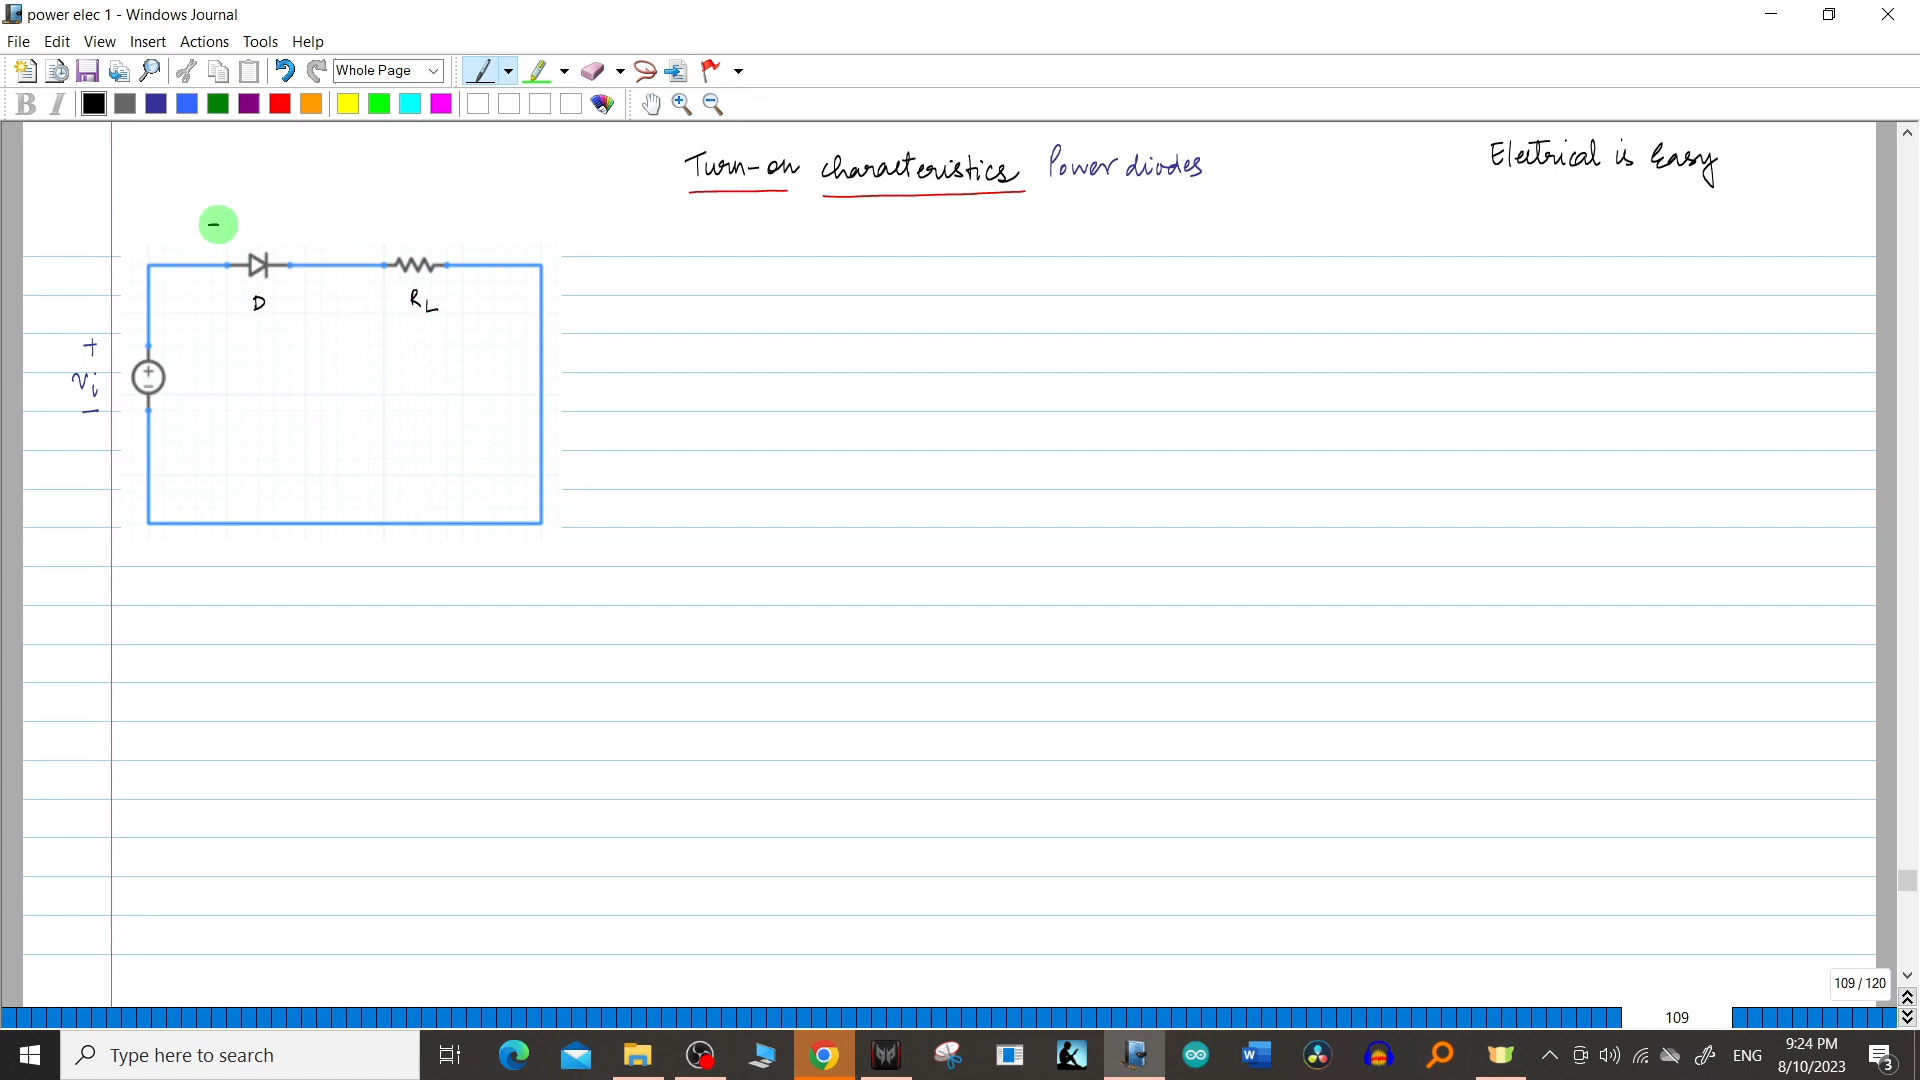 power elec 1 - Windows Journal
File Edit View Insert Actions Tools Help
Whole Page
B I
Turn-on characteristics Power diodes
Electrical is Easy
D
RL
+
vi
-
109 / 120
109
Type here to search
ENG
9:24 PM
8/10/2023
3